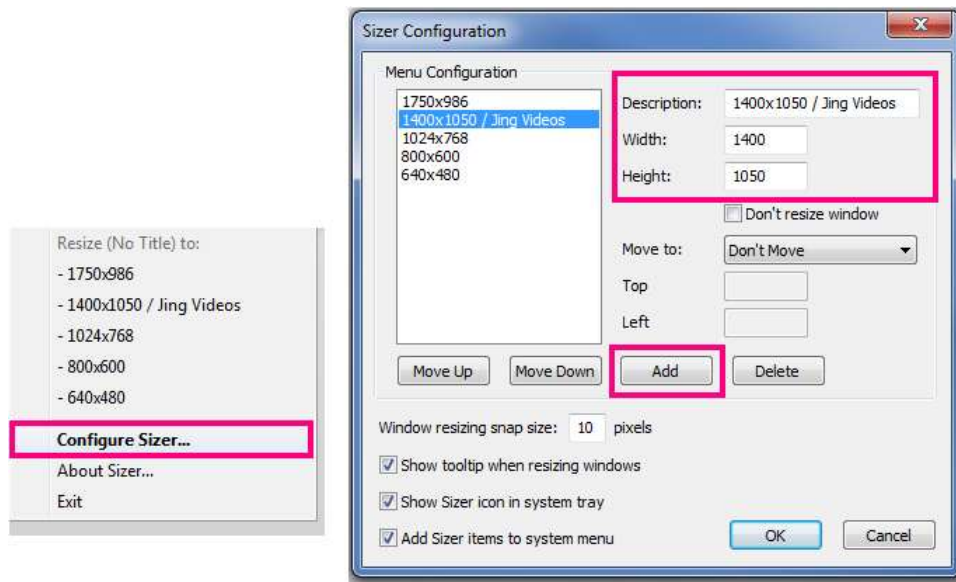 Resize (No Title) to:
- 1750x986
- 1400x1050 / Jing Videos
- 1024x768
- 800x600
- 640x480
Configure Sizer...
About Sizer...
Exit
Sizer Configuration
Menu Configuration
1750x986
1400x1050 / Jing Videos
1024x768
800x600
640x480
Description: 1400x1050 / Jing Videos
Width: 1400
Height: 1050
Don't resize window
Move to: Don't Move
Top
Left
Move Up Move Down Add Delete
Window resizing snap size: 10 pixels
Show tooltip when resizing windows
Show Sizer icon in system tray
Add Sizer items to system menu
OK Cancel